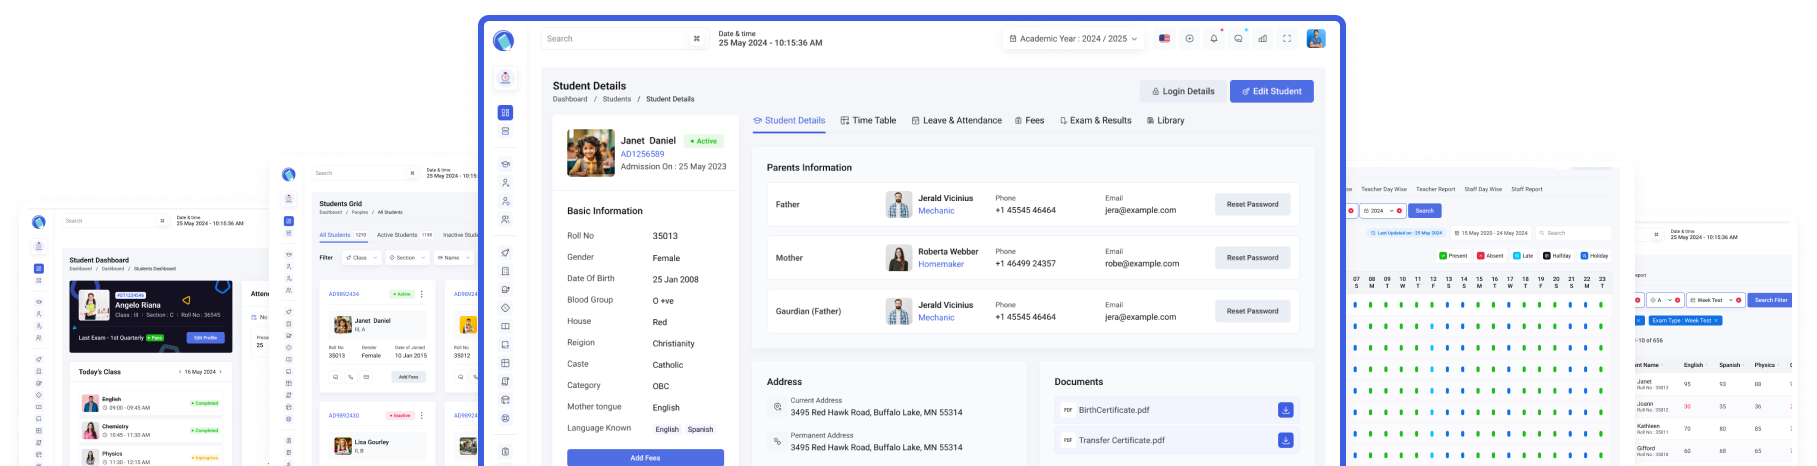 Search
Date & time
25 May 2024 - 10:15:36 AM
Student Dashboard
Dashboard / Dashboard / Students Dashboard
#ST1234546
Angelo Riana
Class : III | Section : C | Roll No : 36545
Last Exam - 1st Quarterly Pass
Edit Profile
Today's Class
16 May 2024
English
09:00 - 09:45 AM
Completed
Chemistry
10:45 - 11:30 AM
Completed
Physics
11:30 - 12:15 AM
Inprogress
Atten
No
25
Search
Date & time
25 May 2024 - 10:15:
Students Grid
Dashboard / Peoples / All Students
All Students 1210 Active Students 1158 Inactive Stude
Filter Class Section Name
AD9892434
Active
Janet Daniel
III, A
Roll No Gender Date of Joined
35013 Female 10 Jan 2015
Add Fees
AD9892
Roll No
35012
AD9892430
Inactive
Lisa Gourley
II, B
AD989
Search
Date & time
25 May 2024 - 10:15:36 AM
Academic Year : 2024 / 2025
Student Details
Dashboard / Students / Student Details
Login Details
Edit Student
Janet Daniel
Active
AD1256589
Admission On : 25 May 2023
Basic Information
Roll No 35013
Gender Female
Date Of Birth 25 Jan 2008
Blood Group O +ve
House Red
Reigion Christianity
Caste Catholic
Category OBC
Mother tongue English
Language Known English Spanish
Add Fees
Student Details Time Table Leave & Attendance Fees Exam & Results Library
Parents Information
Father
Jerald Vicinius
Mechanic
Phone
+1 45545 46464
Email
jera@example.com
Reset Password
Mother
Roberta Webber
Homemaker
Phone
+1 46499 24357
Email
robe@example.com
Reset Password
Gaurdian (Father)
Jerald Vicinius
Mechanic
Phone
+1 45545 46464
Email
jera@example.com
Reset Password
Address
Current Address
3495 Red Hawk Road, Buffalo Lake, MN 55314
Permanent Address
3495 Red Hawk Road, Buffalo Lake, MN 55314
Documents
PDF BirthCertificate.pdf
PDF Transfer Certificate.pdf
Teacher Day Wise Teacher Report Staff Day Wise Staff Report
2024 Search
Last Updated on : 25 May 2024
15 May 2020 - 24 May 2024
Search
Present Absent Late Halfday Holiday
07 08 09 10 11 12 13 14 15 16 17 18 19 20 21 22 23
S M T W T F S S M T W T F S S M T
Date & time
25 May 2024 - 10:15:36 AM
port
A Week Test Search Filter
Exam Type : Week Test
-10 of 656
nt Name English Spanish Physics
Janet
Roll No : 35013
95 93 88
Joann
Roll No : 35012
30 35 36
Kathleen
Roll No : 35011
70 80 85
Gifford
Roll No : 35010
60 68 65